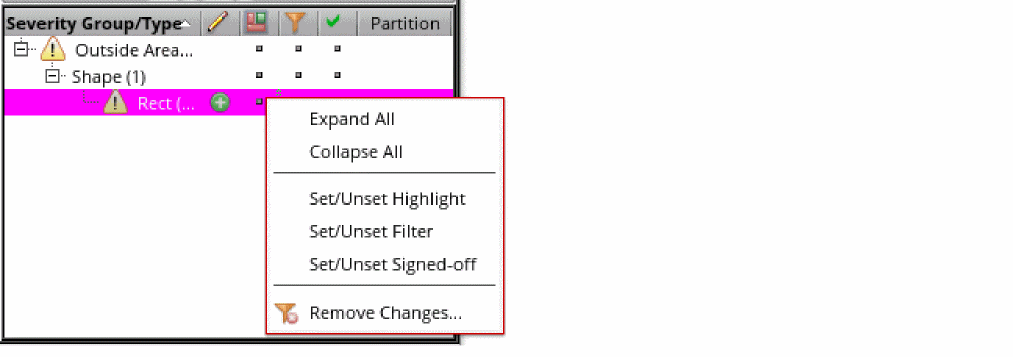 Severity Group/Type Partition
Outside Area...
Shape (1)
Rect (...
Expand All
Collapse All
Set/Unset Highlight
Set/Unset Filter
Set/Unset Signed-off
Remove Changes...